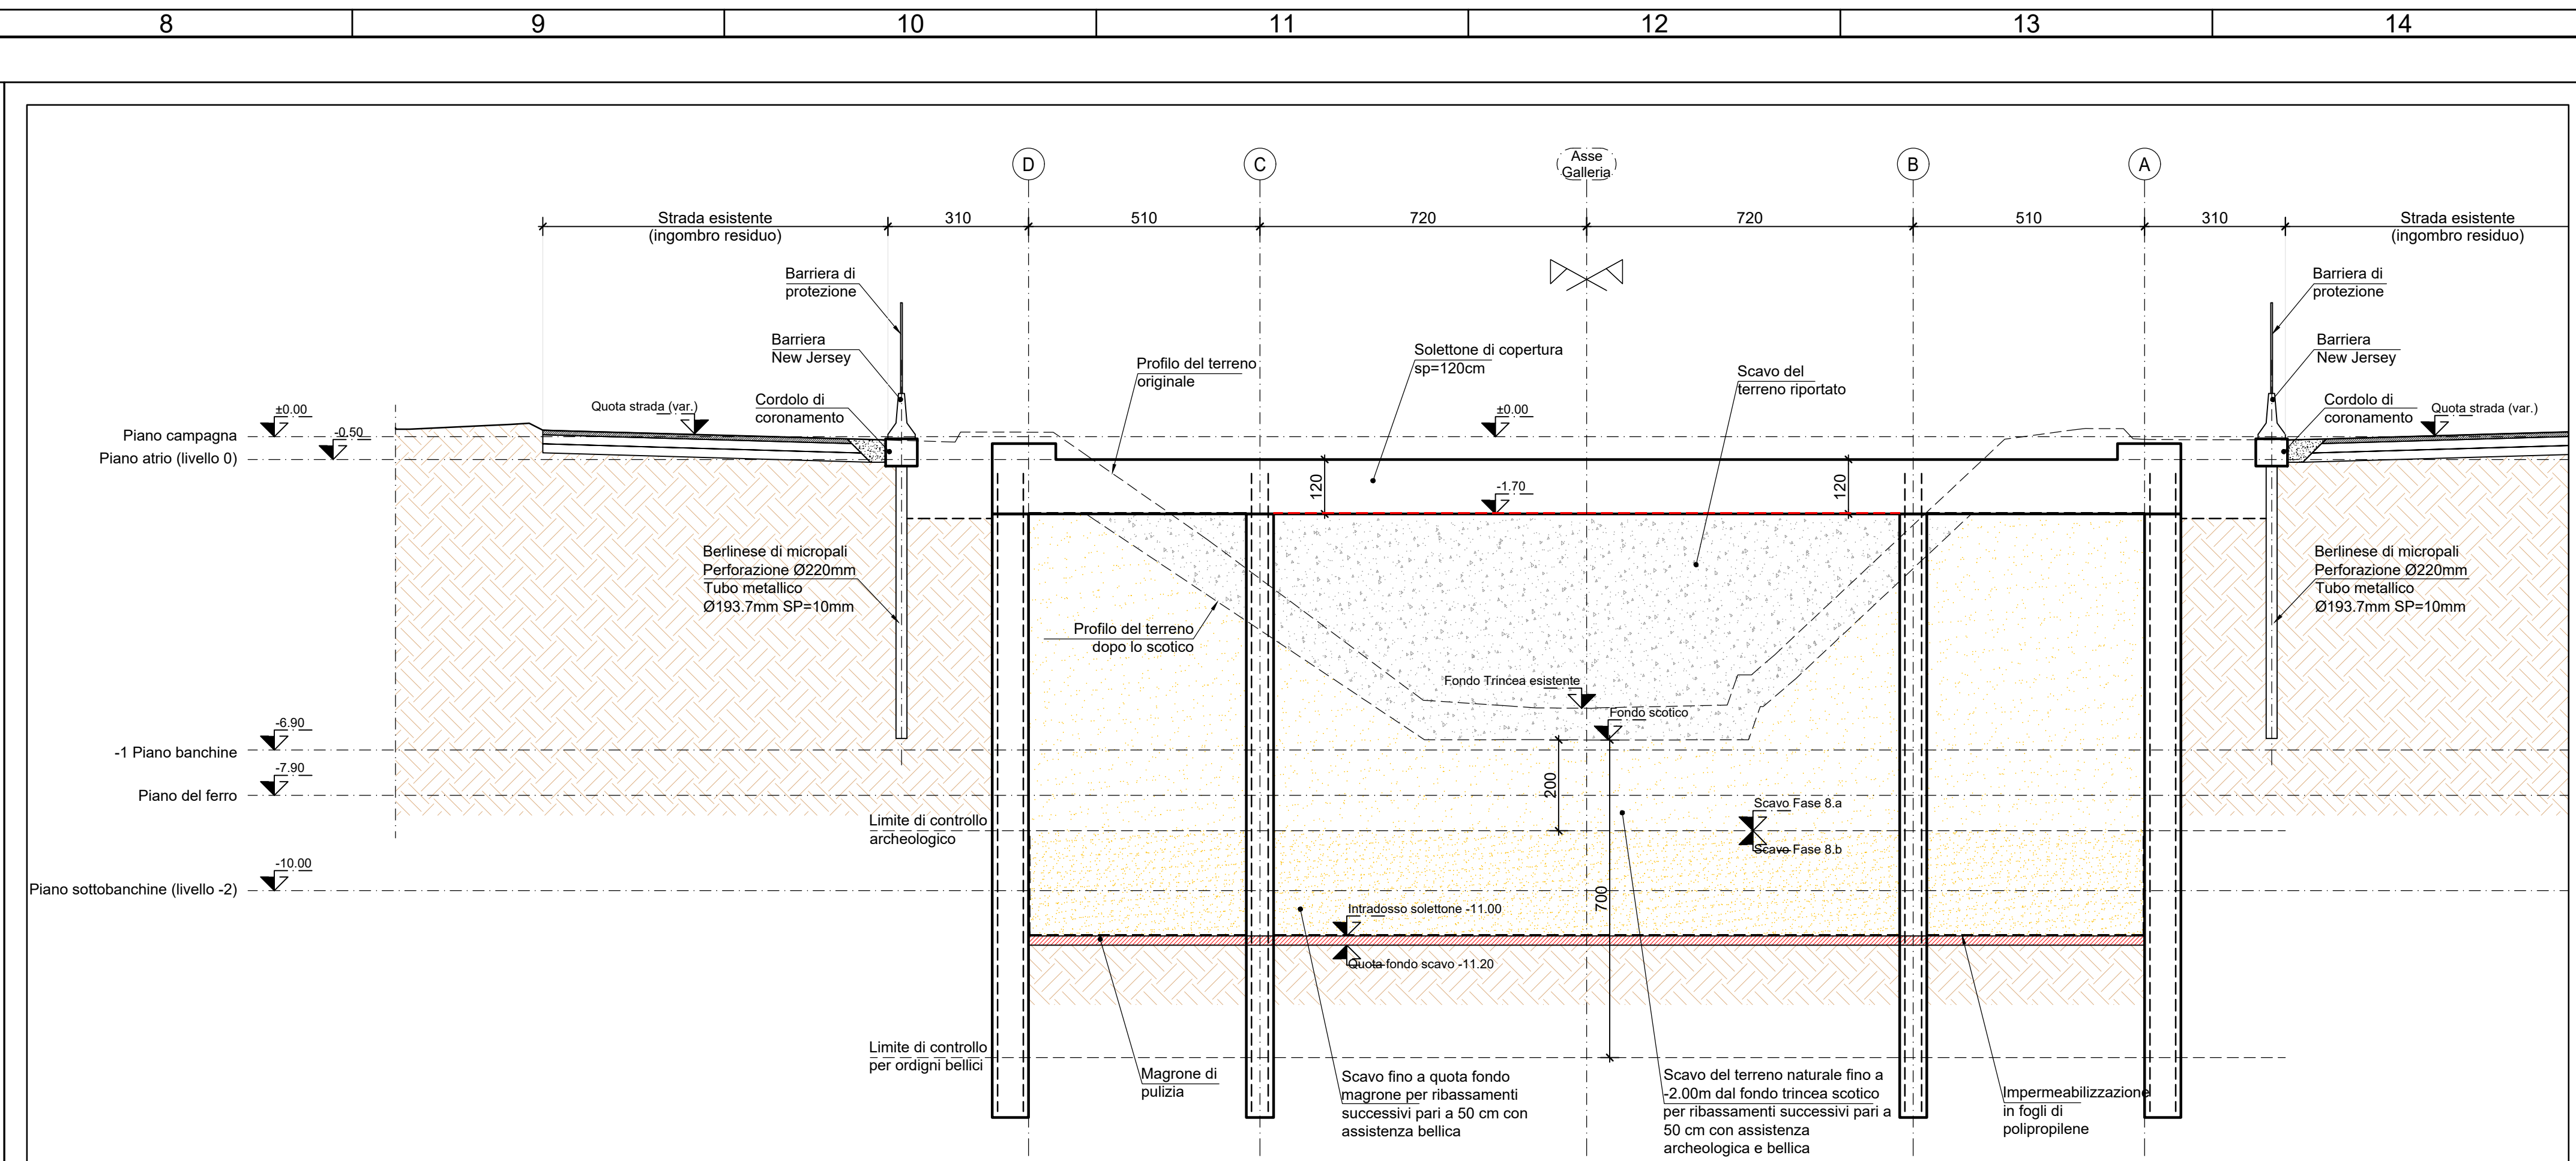 8 9 10 11 12 13 14
D C Asse B A
Galleria
Strada esistente
(ingombro residuo)
310 510 720 720 510 310
Strada esistente
(ingombro residuo)
Barriera di
protezione
Barriera
New Jersey
Cordolo di
coronamento
Quota strada (var.)
Profilo del terreno
originale
Solettone di copertura
sp=120cm
Scavo del
terreno riportato
Barriera di
protezione
Barriera
New Jersey
Cordolo di
coronamento
Quota strada (var.)
±0.00
Piano campagna
-0.50
Piano atrio (livello 0)
±0.00
120
-1.70
120
Berlinese di micropali
Perforazione Ø220mm
Tubo metallico
Ø193.7mm SP=10mm
Berlinese di micropali
Perforazione Ø220mm
Tubo metallico
Ø193.7mm SP=10mm
Profilo del terreno
dopo lo scotico
Fondo Trincea esistente
Fondo scotico
-6.90
-1 Piano banchine
-7.90
Piano del ferro
200
Limite di controllo
archeologico
Scavo Fase 8.a
Scavo Fase 8.b
-10.00
Piano sottobanchine (livello -2)
700
Intradosso solettone -11.00
Quota fondo scavo -11.20
Limite di controllo
per ordigni bellici
Magrone di
pulizia
Scavo fino a quota fondo
magrone per ribassamenti
successivi pari a 50 cm con
assistenza bellica
Scavo del terreno naturale fino a
-2.00m dal fondo trincea scotico
per ribassamenti successivi pari a
50 cm con assistenza
archeologica e bellica
Impermeabilizzazione
in fogli di
polipropilene